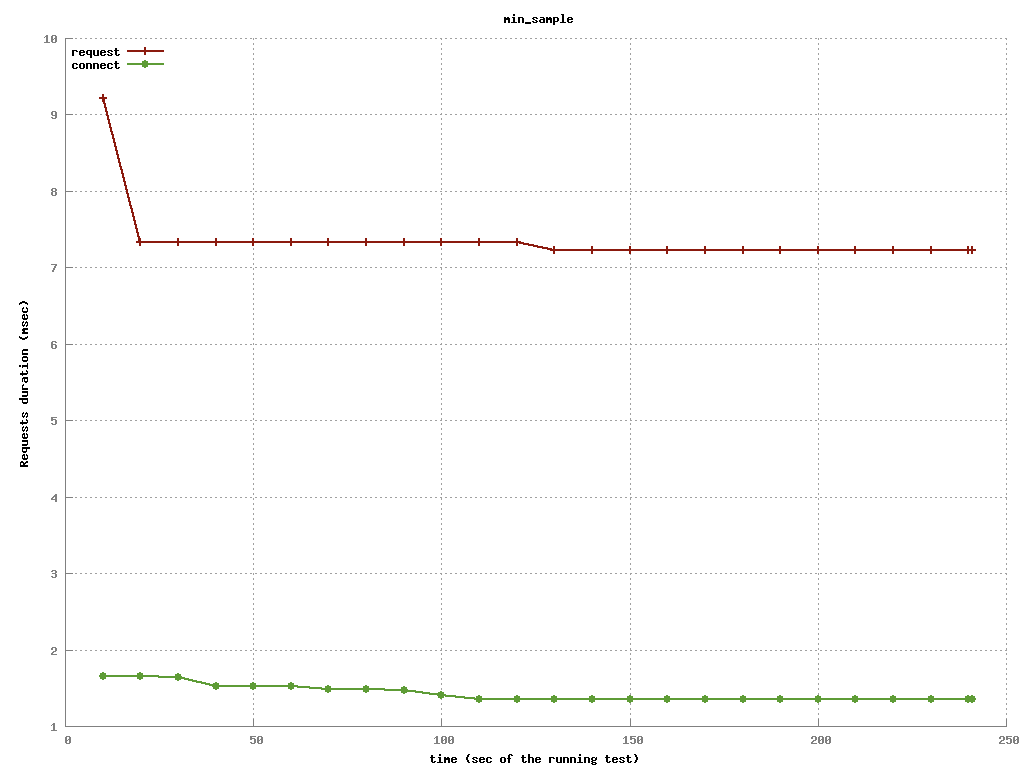 min_sample
request
connect
10
9
8
7
6
5
4
3
2
1
Requests duration (msec)
0 50 100 150 200 250
time (sec of the running test)